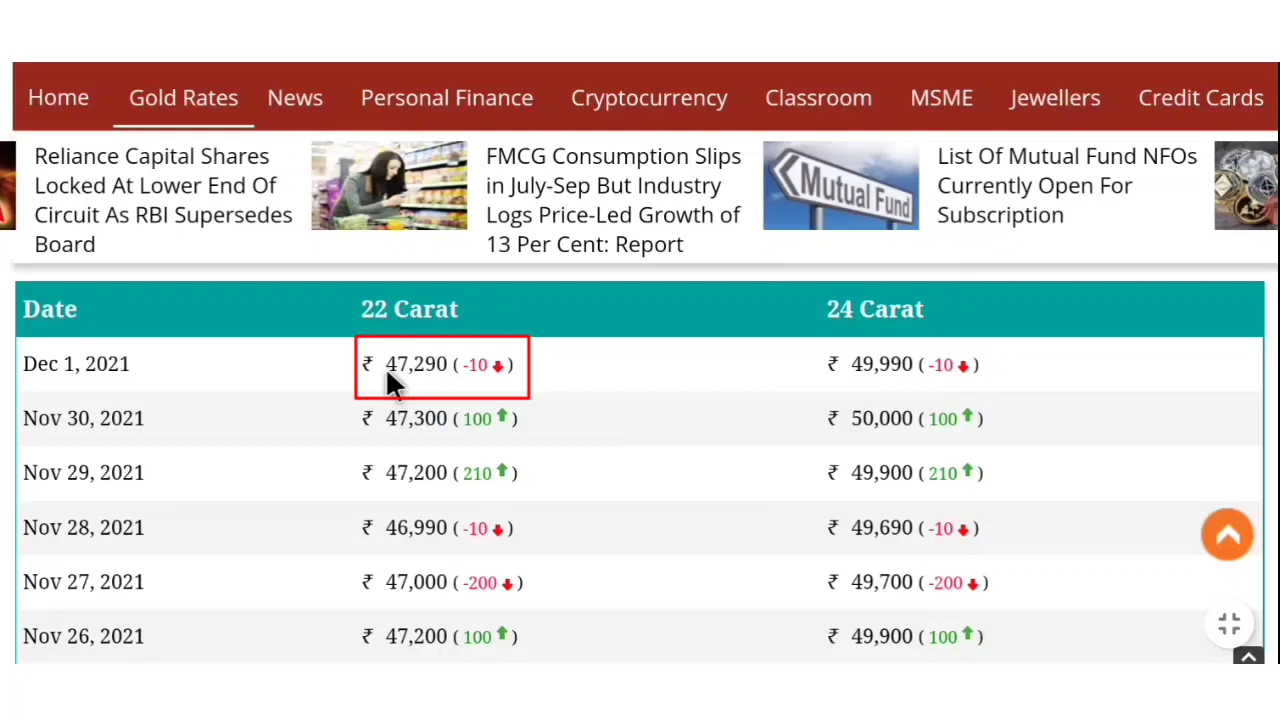 Home Gold Rates News Personal Finance Cryptocurrency Classroom MSME Jewellers Credit Cards
Reliance Capital Shares
Locked At Lower End Of
Circuit As RBI Supersedes
Board
FMCG Consumption Slips
in July-Sep But Industry
Logs Price-Led Growth of
13 Per Cent: Report
Mutual Fund
List Of Mutual Fund NFOs
Currently Open For
Subscription
Date 22 Carat 24 Carat
Dec 1, 2021 ₹ 47,290 ( -10 ) ₹ 49,990 ( -10 )
Nov 30, 2021 ₹ 47,300 ( 100 ) ₹ 50,000 ( 100 )
Nov 29, 2021 ₹ 47,200 ( 210 ) ₹ 49,900 ( 210 )
Nov 28, 2021 ₹ 46,990 ( -10 ) ₹ 49,690 ( -10 )
Nov 27, 2021 ₹ 47,000 ( -200 ) ₹ 49,700 ( -200 )
Nov 26, 2021 ₹ 47,200 ( 100 ) ₹ 49,900 ( 100 )